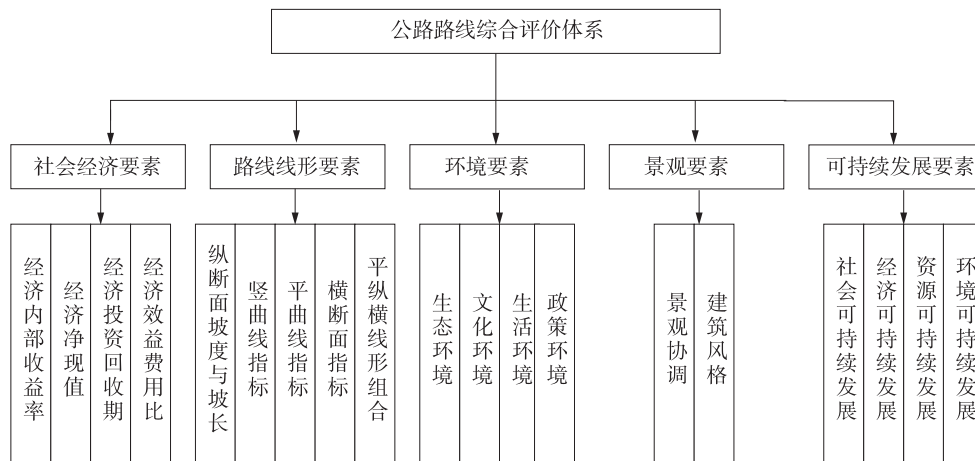 公路路线综合评价体系
社会经济要素
路线线形要素
环境要素
景观要素
可持续发展要素
经济内部收益率
经济净现值
经济投资回收期
经济效益费用比
纵断面坡度与坡长
竖曲线指标
平曲线指标
横断面指标
平纵横线形组合
生态环境
文化环境
生活环境
政策环境
景观协调
建筑风格
社会可持续发展
经济可持续发展
资源可持续发展
环境可持续发展